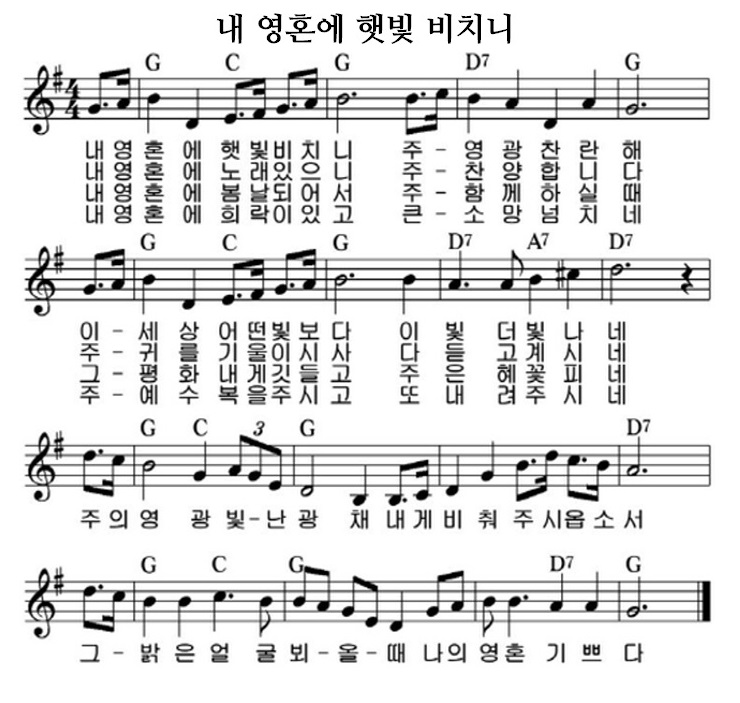 내 영혼에 햇빛 비치니
G C G D7 G
내 영 혼 에 햇 빛 비 치 니 주 - 영 광 찬 란 해
내 영 혼 에 노 래 있 으 니 주 - 찬 양 합 니 다
내 영 혼 에 봄 날 되 어 서 주 - 함 께 하 실 때
내 영 혼 에 희 락 이 있 고 큰 - 소 망 넘 치 네
G C G D7 A7 D7
이 - 세 상 어 떤 빛 보 다 이 빛 더 빛 나 네
주 - 귀 를 기 울 이 시 사 다 듣 고 계 시 네
그 - 평 화 내 게 깃 들 고 주 은 혜 꽃 피 네
주 - 예 수 복 을 주 시 고 또 내 려 주 시 네
G C 3 G D7
주 의 영 광 빛 - 난 광 채 내 게 비 춰 주 시 옵 소 서
G C G D7 G
그 - 밝 은 얼 굴 뵈 - 올 - 때 나 의 영 혼 기 쁘 다